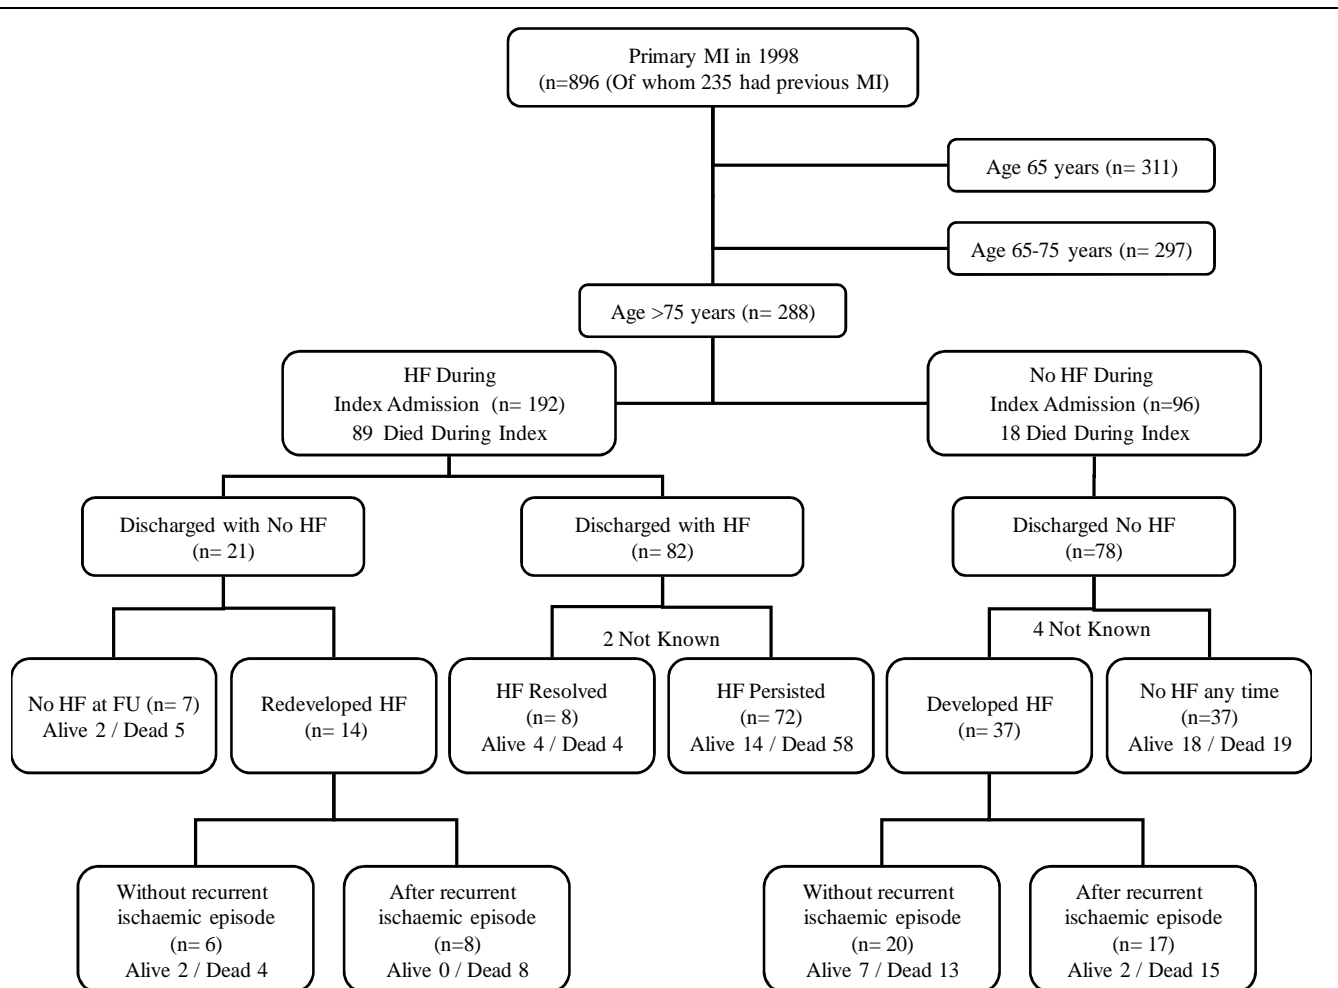 Primary MI in 1998
(n=896 (Of whom 235 had previous MI)
Age 65 years (n= 311)
Age 65-75 years (n= 297)
Age >75 years (n= 288)
HF During
Index Admission (n= 192)
89 Died During Index
No HF During
Index Admission (n=96)
18 Died During Index
Discharged with No HF
(n= 21)
Discharged with HF
(n= 82)
Discharged No HF
(n=78)
2 Not Known
4 Not Known
No HF at FU (n= 7)
Alive 2 / Dead 5
Redeveloped HF
(n= 14)
HF Resolved
(n= 8)
Alive 4 / Dead 4
HF Persisted
(n= 72)
Alive 14 / Dead 58
Developed HF
(n= 37)
No HF any time
(n=37)
Alive 18 / Dead 19
Without recurrent
ischaemic episode
(n= 6)
Alive 2 / Dead 4
After recurrent
ischaemic episode
(n=8)
Alive 0 / Dead 8
Without recurrent
ischaemic episode
(n= 20)
Alive 7 / Dead 13
After recurrent
ischaemic episode
(n= 17)
Alive 2 / Dead 15